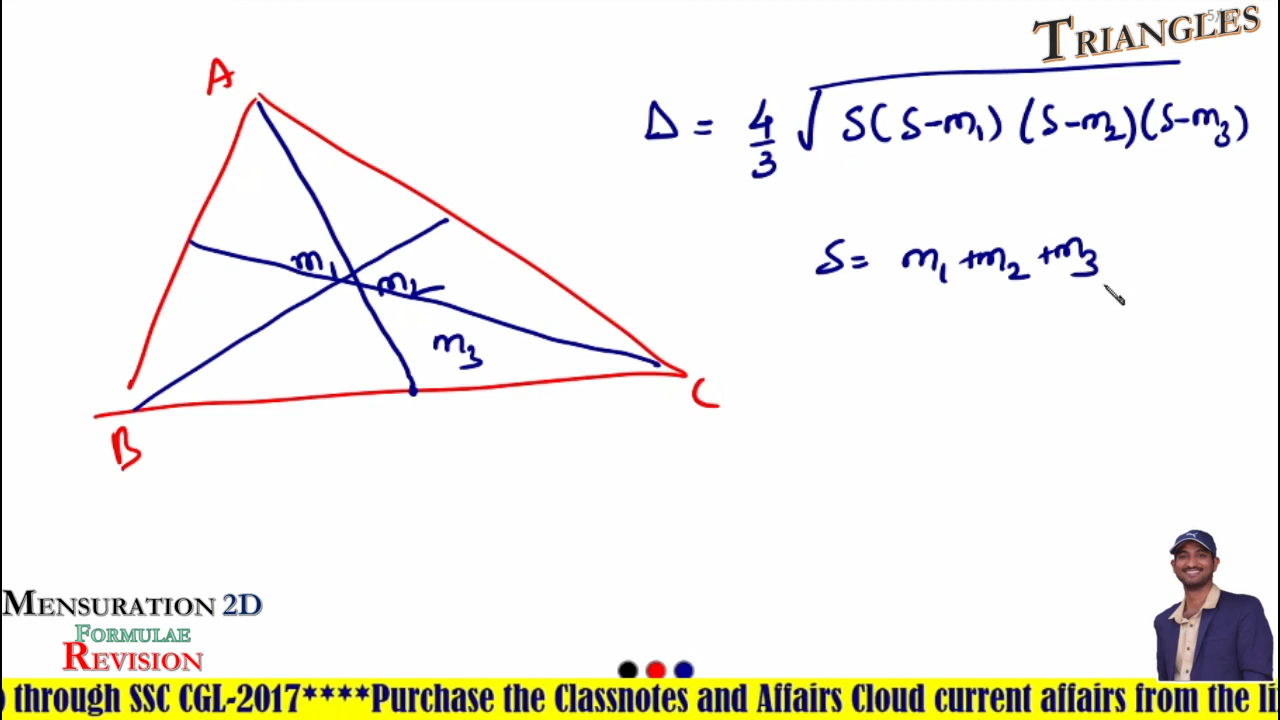 TRIANGLES
A
Δ = 4/3 √ S(S-m₁) (S-m₂)(S-m₃)
S = m₁ +m₂ +m₃
m₁
m₂
m₃
B
C
MENSURATION 2D
FORMULAE
REVISION
through SSC CGL-2017****Purchase the Classnotes and Affairs Cloud current affairs from the li